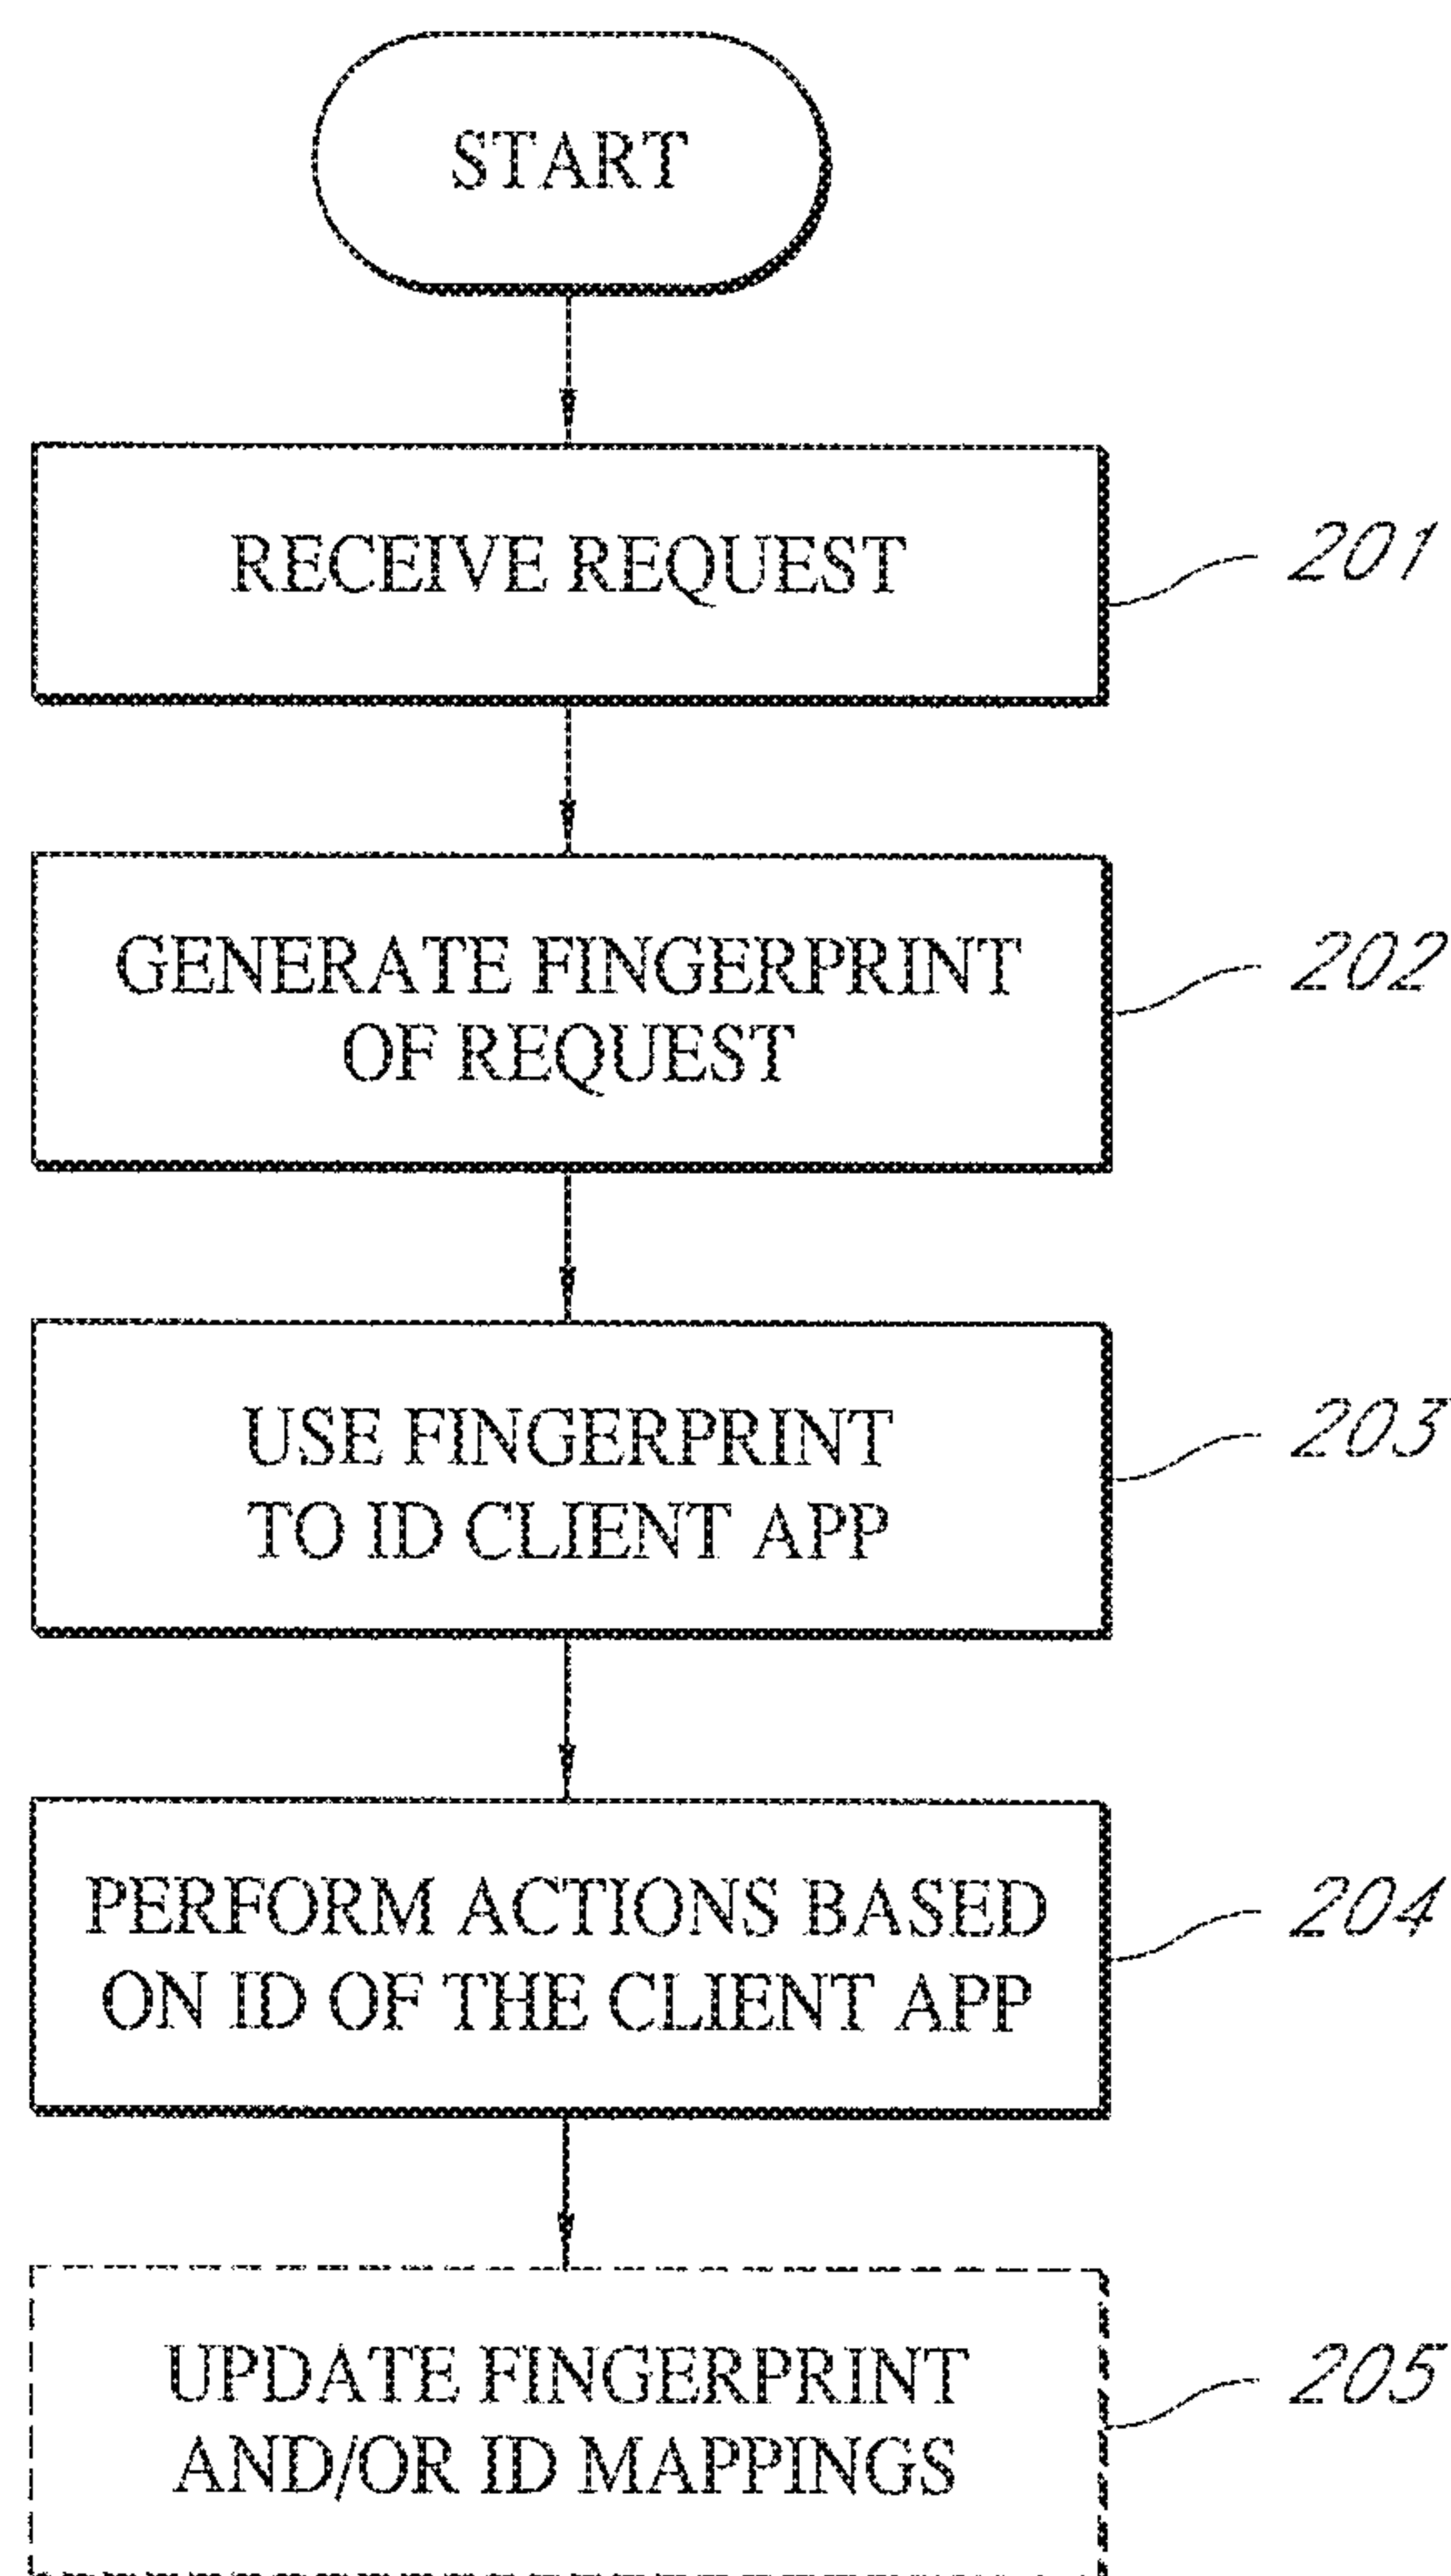 START
RECEIVE REQUEST
201
GENERATE FINGERPRINT
OF REQUEST
202
USE FINGERPRINT
TO ID CLIENT APP
203
PERFORM ACTIONS BASED
ON ID OF THE CLIENT APP
204
UPDATE FINGERPRINT
AND/OR ID MAPPINGS
205